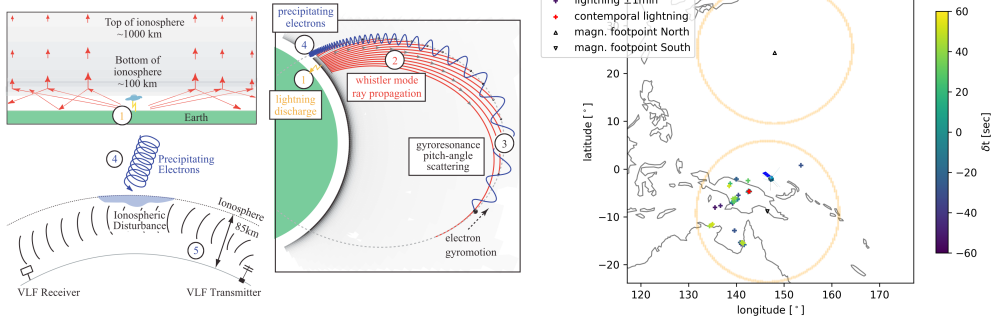 Top of ionosphere
~1000 km
Bottom of
ionosphere
~100 km
1
Earth
4
Precipitating
Electrons
Ionospheric
Disturbance
Ionosphere
85km
5
VLF Receiver
VLF Transmitter
precipitating
electrons
4
1
lightning
discharge
2
whistler mode
ray propagation
3
gyroresonance
pitch-angle
scattering
electron
gyromotion
lightning ±1min
contemporal lightning
magn. footpoint North
magn. footpoint South
latitude [°]
20
10
0
−10
−20
120
130
140
150
160
170
longitude [°]
60
40
20
0
−20
−40
−60
δt [sec]